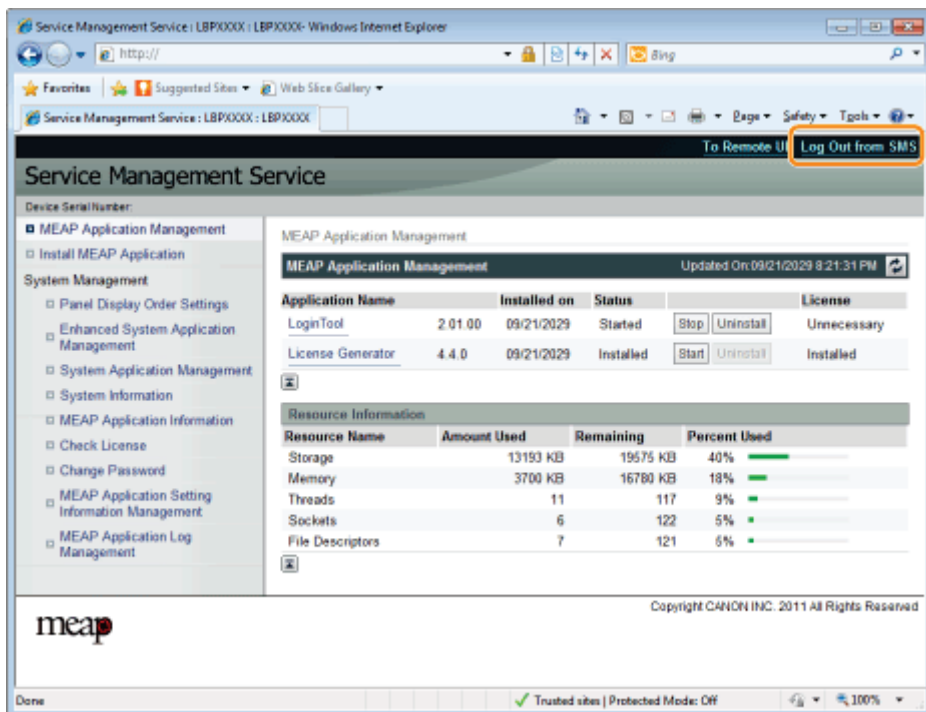 Service Management Service : LBPXXXX : LBPXXXX- Windows Internet Explorer
http://
Bing
Favorites Suggested Sites Web Slice Gallery
Service Management Service : LBPXXXX : LBPXXXX
Page Safety Tools
To Remote UI Log Out from SMS
Service Management Service
Device Serial Number:
MEAP Application Management
Install MEAP Application
System Management
Panel Display Order Settings
Enhanced System Application
Management
System Application Management
System Information
MEAP Application Information
Check License
Change Password
MEAP Application Setting
Information Management
MEAP Application Log
Management
MEAP Application Management
MEAP Application Management Updated On:09/21/2029 8:21:31 PM
Application Name Installed on Status License
LoginTool 2.01.00 09/21/2029 Started Stop Uninstall Unnecessary
License Generator 4.4.0 09/21/2029 Installed Start Uninstall Installed
Resource Information
Resource Name Amount Used Remaining Percent Used
Storage 13193 KB 19575 KB 40%
Memory 3700 KB 16780 KB 18%
Threads 11 117 9%
Sockets 6 122 5%
File Descriptors 7 121 6%
Copyright CANON INC. 2011 All Rights Reserved
meap
Done Trusted sites | Protected Mode: Off 100%